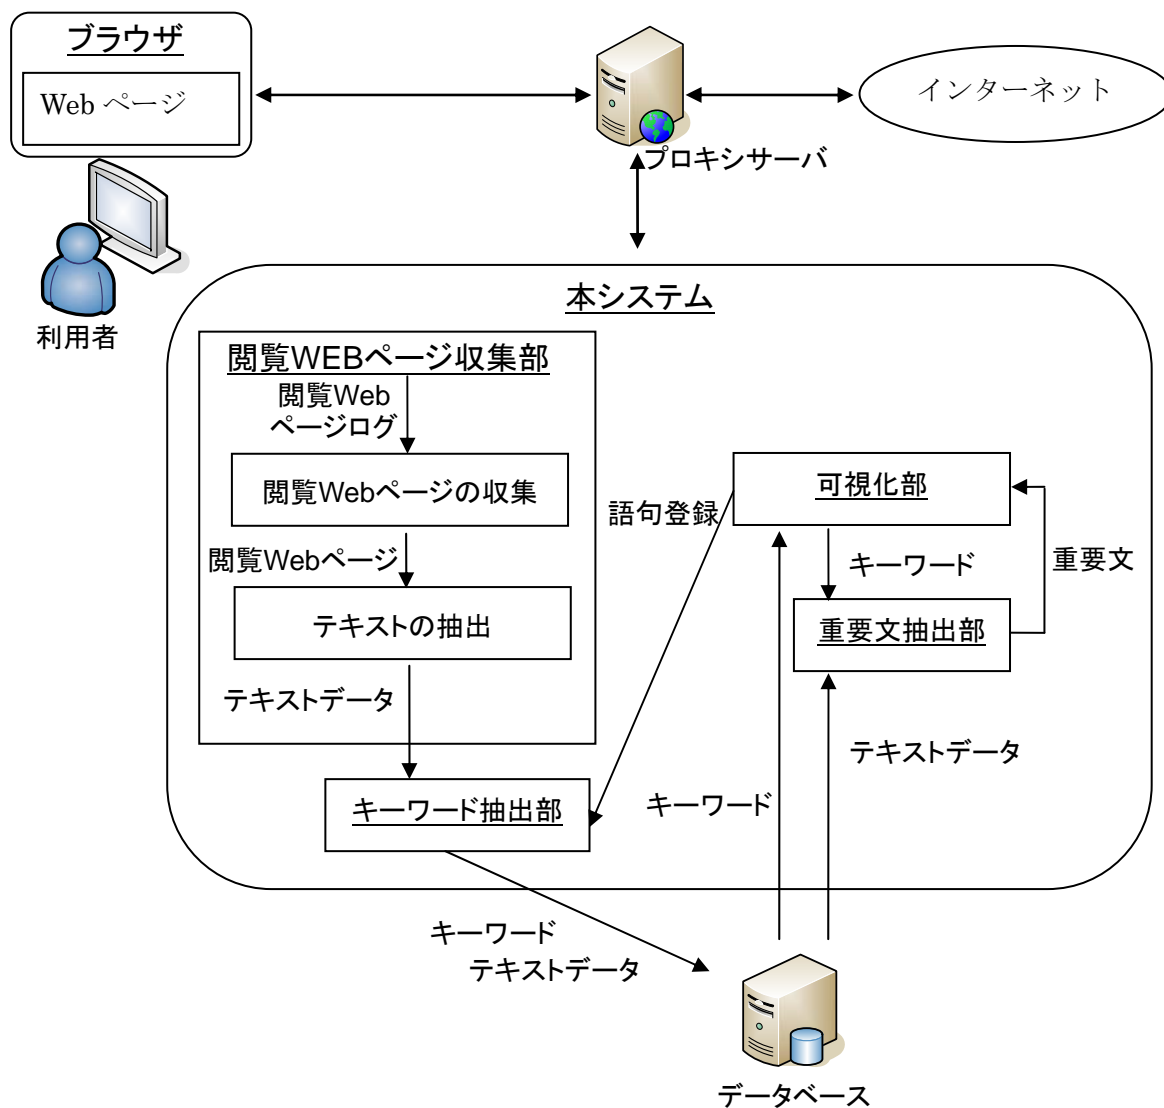 ブラウザ
Web ページ
インターネット
プロキシサーバ
利用者
本システム
閲覧WEBページ収集部
閲覧Web
ページログ
閲覧Webページの収集
閲覧Webページ
テキストの抽出
テキストデータ
キーワード抽出部
語句登録
可視化部
キーワード
重要文
重要文抽出部
テキストデータ
キーワード
キーワード
テキストデータ
データベース